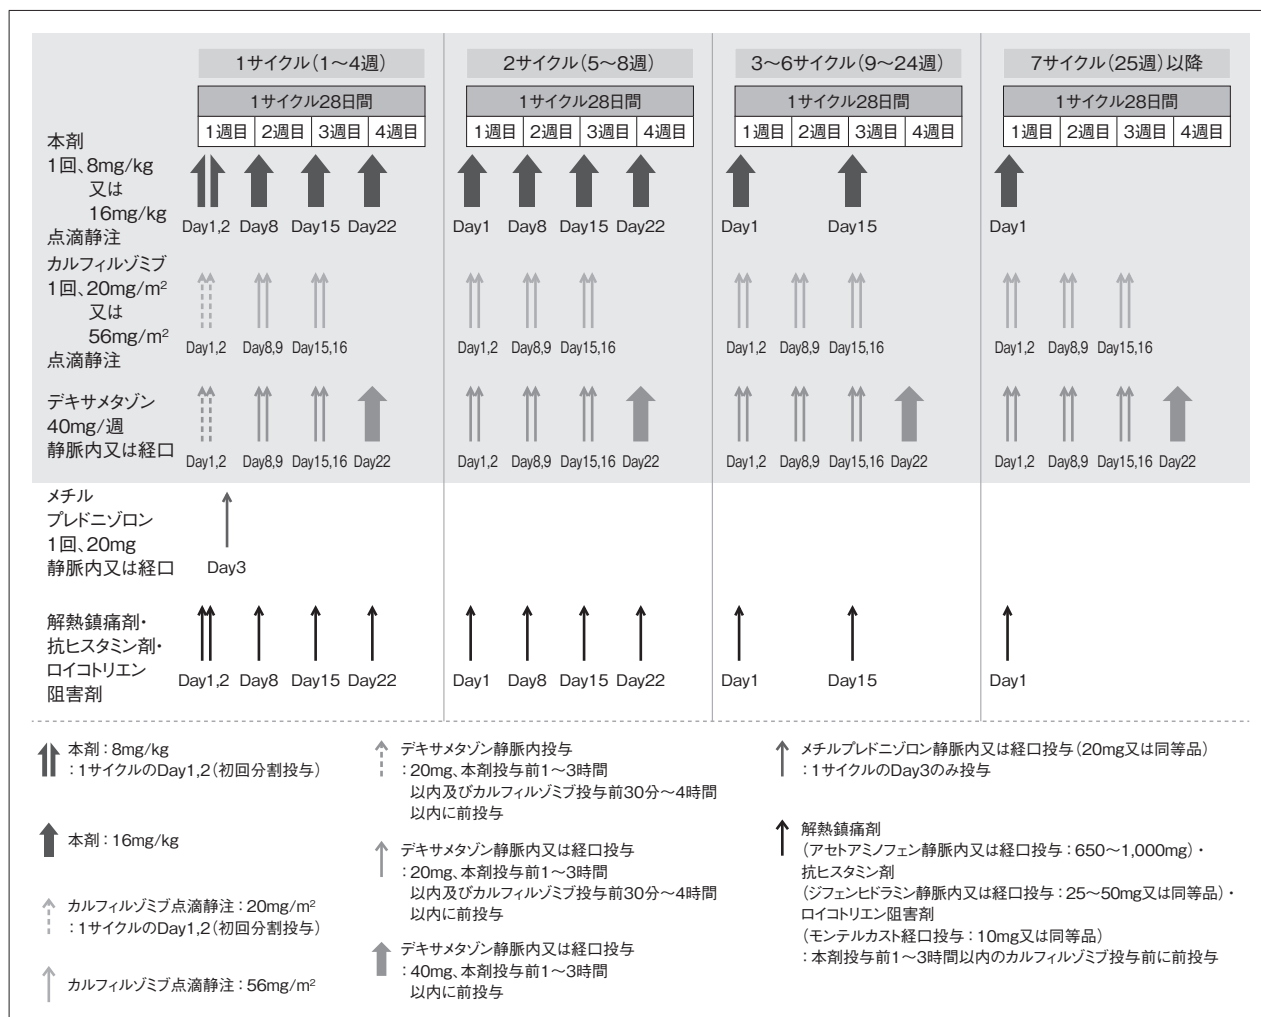 1サイクル（1～4週）
2サイクル（5～8週）
3～6サイクル（9～24週）
7サイクル（25週）以降
1サイクル28日間
1サイクル28日間
1サイクル28日間
1サイクル28日間
1週目 2週目 3週目 4週目
1週目 2週目 3週目 4週目
1週目 2週目 3週目 4週目
1週目 2週目 3週目 4週目
本剤
1回、8mg/kg
又は
16mg/kg
点滴静注
Day1,2 Day8 Day15 Day22
Day1 Day8 Day15 Day22
Day1 Day15
Day1
カルフィルゾミブ
1回、20mg/m²
又は
56mg/m²
点滴静注
Day1,2 Day8,9 Day15,16
Day1,2 Day8,9 Day15,16
Day1,2 Day8,9 Day15,16
Day1,2 Day8,9 Day15,16
デキサメタゾン
40mg/週
静脈内又は経口
Day1,2 Day8,9 Day15,16 Day22
Day1,2 Day8,9 Day15,16 Day22
Day1,2 Day8,9 Day15,16 Day22
Day1,2 Day8,9 Day15,16 Day22
メチル
プレドニゾロン
1回、20mg
静脈内又は経口
Day3
解熱鎮痛剤・
抗ヒスタミン剤・
ロイコトリエン
阻害剤
Day1,2 Day8 Day15 Day22
Day1 Day8 Day15 Day22
Day1 Day15
Day1
本剤：8mg/kg
：1サイクルのDay1,2（初回分割投与）
本剤：16mg/kg
カルフィルゾミブ点滴静注：20mg/m²
：1サイクルのDay1,2（初回分割投与）
カルフィルゾミブ点滴静注：56mg/m²
デキサメタゾン静脈内投与
：20mg、本剤投与前1～3時間
以内及びカルフィルゾミブ投与前30分～4時間
以内に前投与
デキサメタゾン静脈内又は経口投与
：20mg、本剤投与前1～3時間
以内及びカルフィルゾミブ投与前30分～4時間
以内に前投与
デキサメタゾン静脈内又は経口投与
：40mg、本剤投与前1～3時間
以内に前投与
メチルプレドニゾロン静脈内又は経口投与（20mg又は同等品）
：1サイクルのDay3のみ投与
解熱鎮痛剤
（アセトアミノフェン静脈内又は経口投与：650～1,000mg）・
抗ヒスタミン剤
（ジフェンヒドラミン静脈内又は経口投与：25～50mg又は同等品）・
ロイコトリエン阻害剤
（モンテルカスト経口投与：10mg又は同等品）
：本剤投与前1～3時間以内のカルフィルゾミブ投与前に前投与